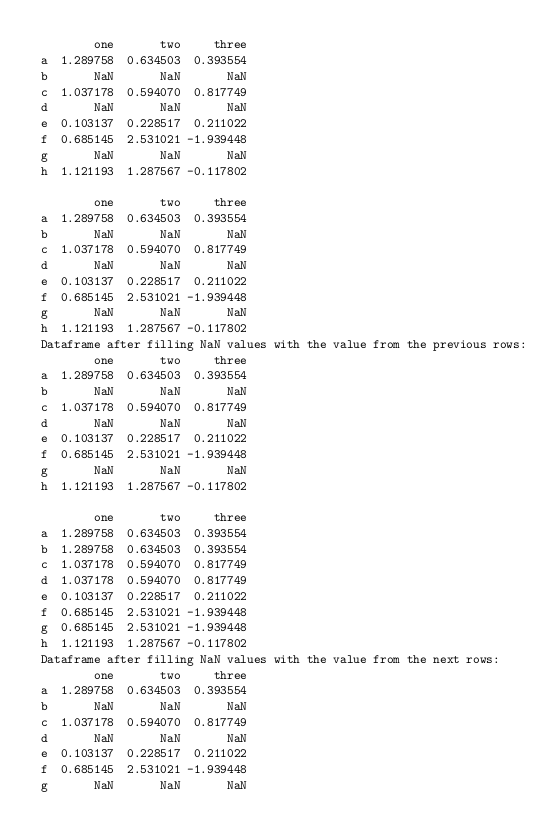 one two three
a 1.289758 0.634503 0.393554
b NaN NaN NaN
c 1.037178 0.594070 0.817749
d NaN NaN NaN
e 0.103137 0.228517 0.211022
f 0.685145 2.531021 -1.939448
g NaN NaN NaN
h 1.121193 1.287567 -0.117802

one two three
a 1.289758 0.634503 0.393554
b NaN NaN NaN
c 1.037178 0.594070 0.817749
d NaN NaN NaN
e 0.103137 0.228517 0.211022
f 0.685145 2.531021 -1.939448
g NaN NaN NaN
h 1.121193 1.287567 -0.117802
Dataframe after filling NaN values with the value from the previous rows:
one two three
a 1.289758 0.634503 0.393554
b NaN NaN NaN
c 1.037178 0.594070 0.817749
d NaN NaN NaN
e 0.103137 0.228517 0.211022
f 0.685145 2.531021 -1.939448
g NaN NaN NaN
h 1.121193 1.287567 -0.117802

one two three
a 1.289758 0.634503 0.393554
b 1.289758 0.634503 0.393554
c 1.037178 0.594070 0.817749
d 1.037178 0.594070 0.817749
e 0.103137 0.228517 0.211022
f 0.685145 2.531021 -1.939448
g 0.685145 2.531021 -1.939448
h 1.121193 1.287567 -0.117802
Dataframe after filling NaN values with the value from the next rows:
one two three
a 1.289758 0.634503 0.393554
b NaN NaN NaN
c 1.037178 0.594070 0.817749
d NaN NaN NaN
e 0.103137 0.228517 0.211022
f 0.685145 2.531021 -1.939448
g NaN NaN NaN